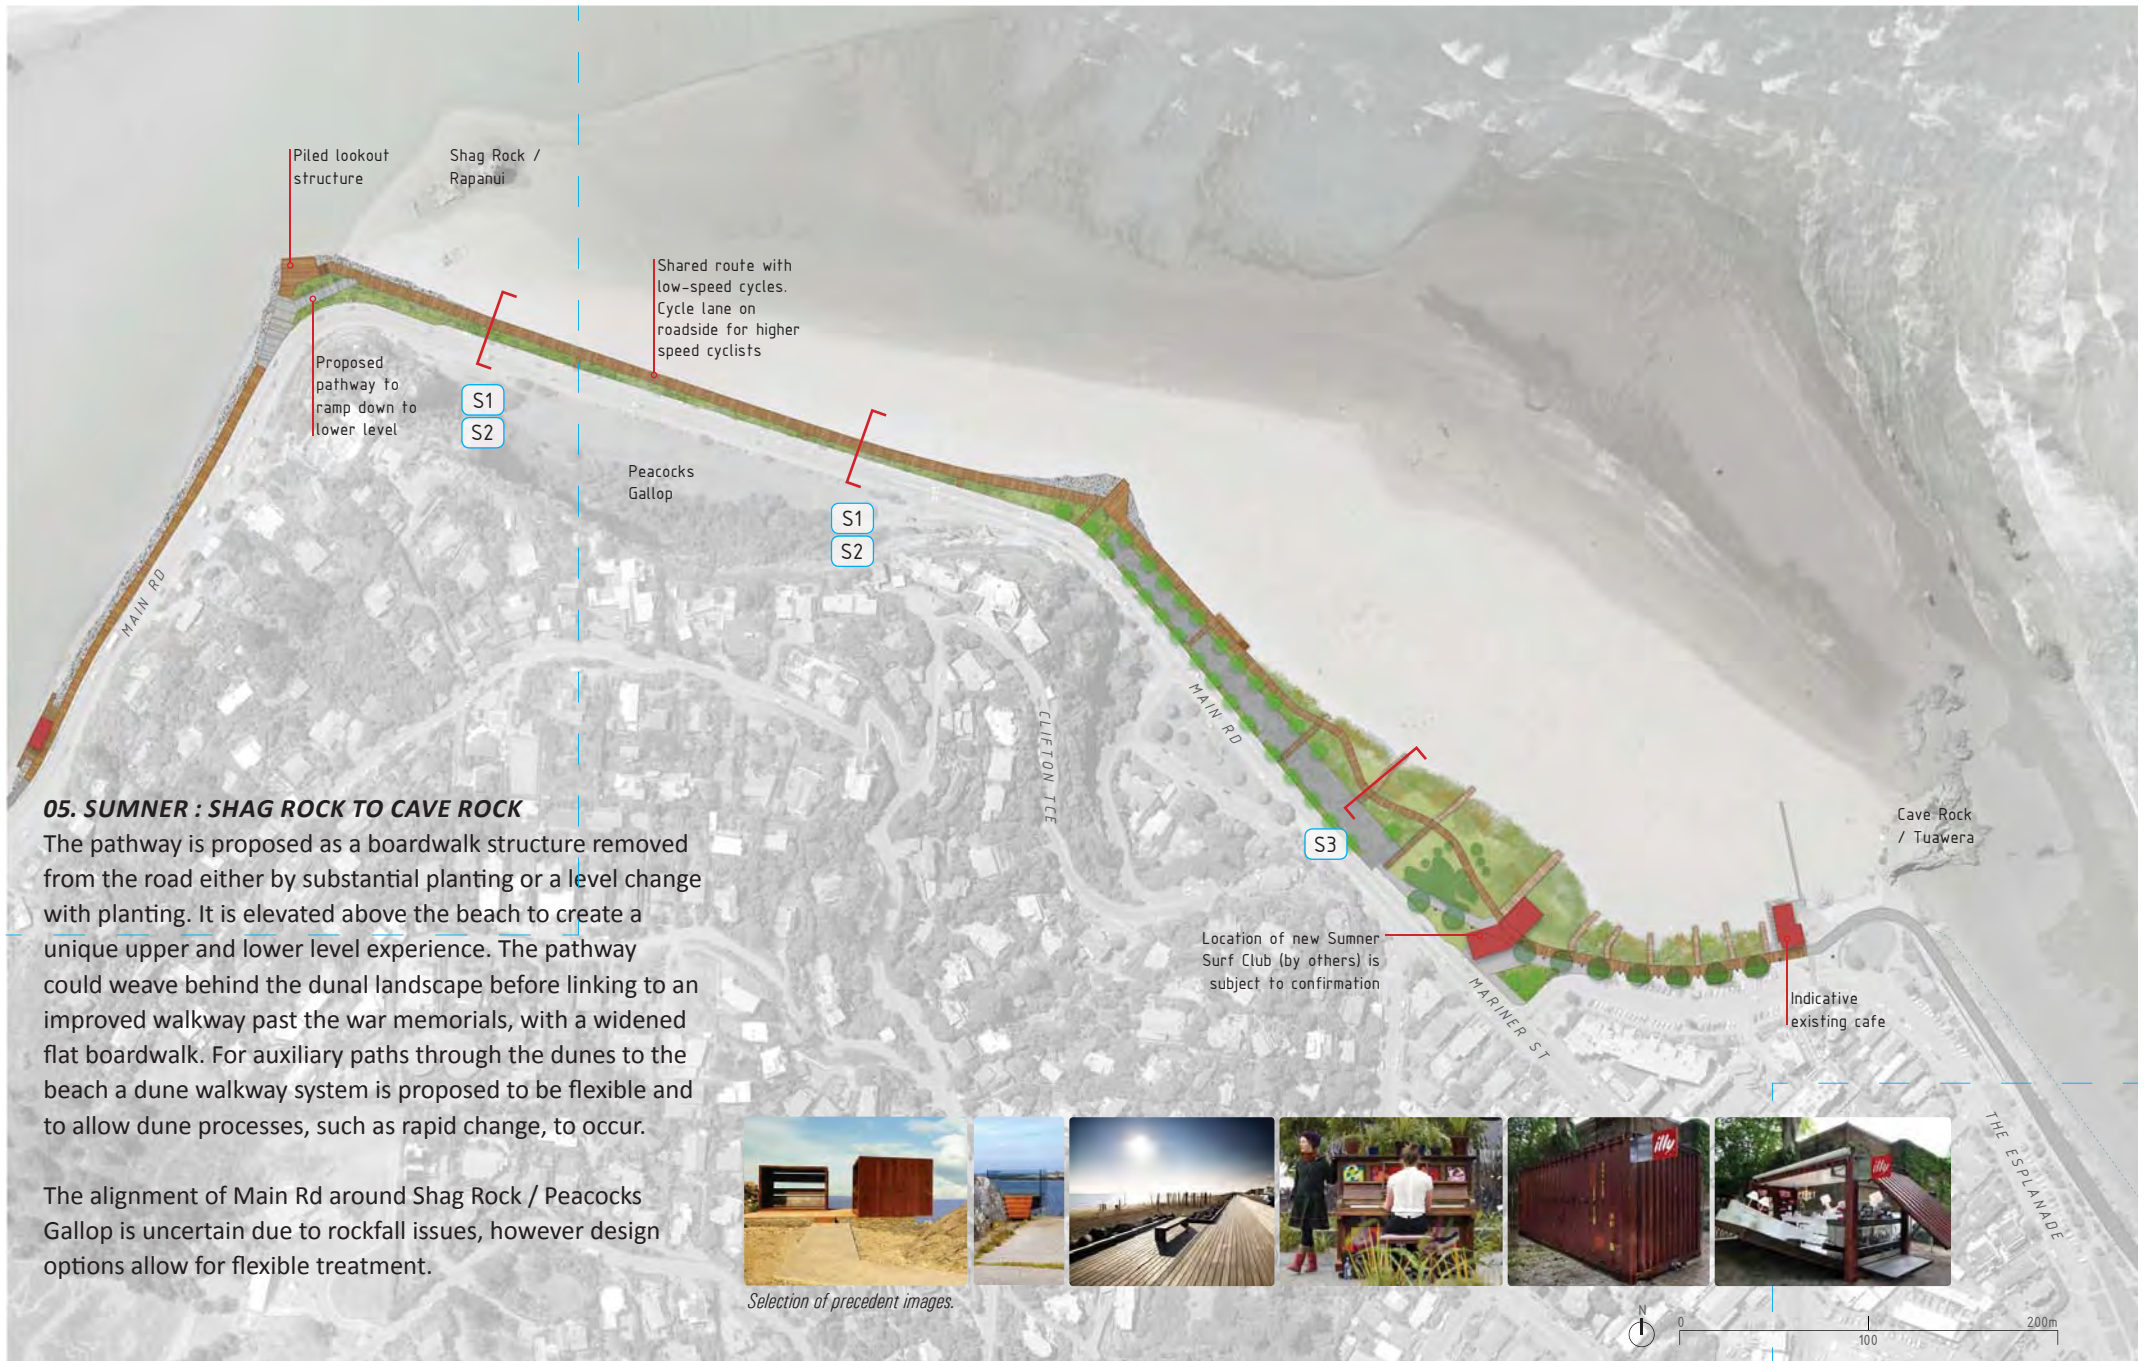 Piled lookout
structure
Shag Rock /
Rapanui
Shared route with
low-speed cycles.
Cycle lane on
roadside for higher
speed cyclists
Proposed
pathway to
ramp down to
lower level
S1
S2
Peacocks
Gallop
S1
S2
MAIN RD
MAIN RD
CLIFTON TCE
S3
Cave Rock
/ Tuawera
Location of new Sumner
Surf Club (by others) is
subject to confirmation
MARINER ST
Indicative
existing cafe
THE ESPLANADE
05. SUMNER : SHAG ROCK TO CAVE ROCK
The pathway is proposed as a boardwalk structure removed
from the road either by substantial planting or a level change
with planting. It is elevated above the beach to create a
unique upper and lower level experience. The pathway
could weave behind the dunal landscape before linking to an
improved walkway past the war memorials, with a widened
flat boardwalk. For auxiliary paths through the dunes to the
beach a dune walkway system is proposed to be flexible and
to allow dune processes, such as rapid change, to occur.
The alignment of Main Rd around Shag Rock / Peacocks
Gallop is uncertain due to rockfall issues, however design
options allow for flexible treatment.
illy
illy
Selection of precedent images.
N
0
100
200m